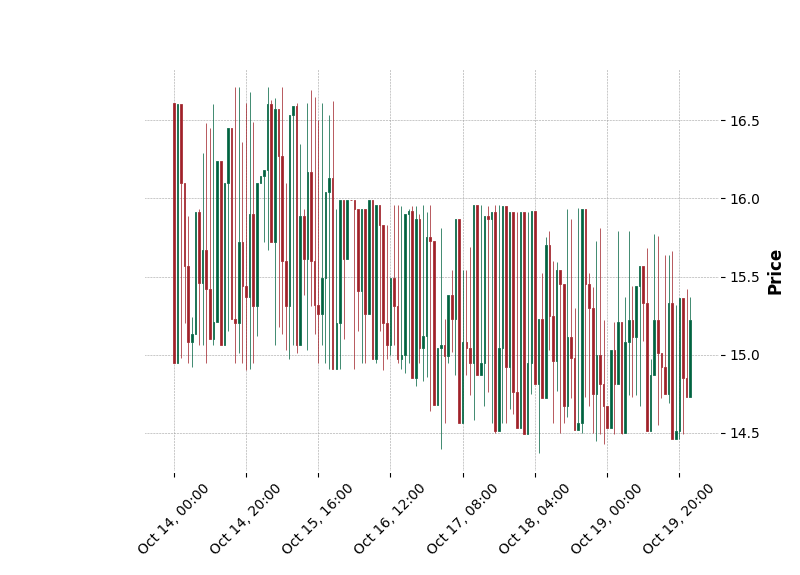 16.5
16.0
15.5
15.0
14.5
Price
Oct 14, 00:00
Oct 14, 20:00
Oct 15, 16:00
Oct 16, 12:00
Oct 17, 08:00
Oct 18, 04:00
Oct 19, 00:00
Oct 19, 20:00